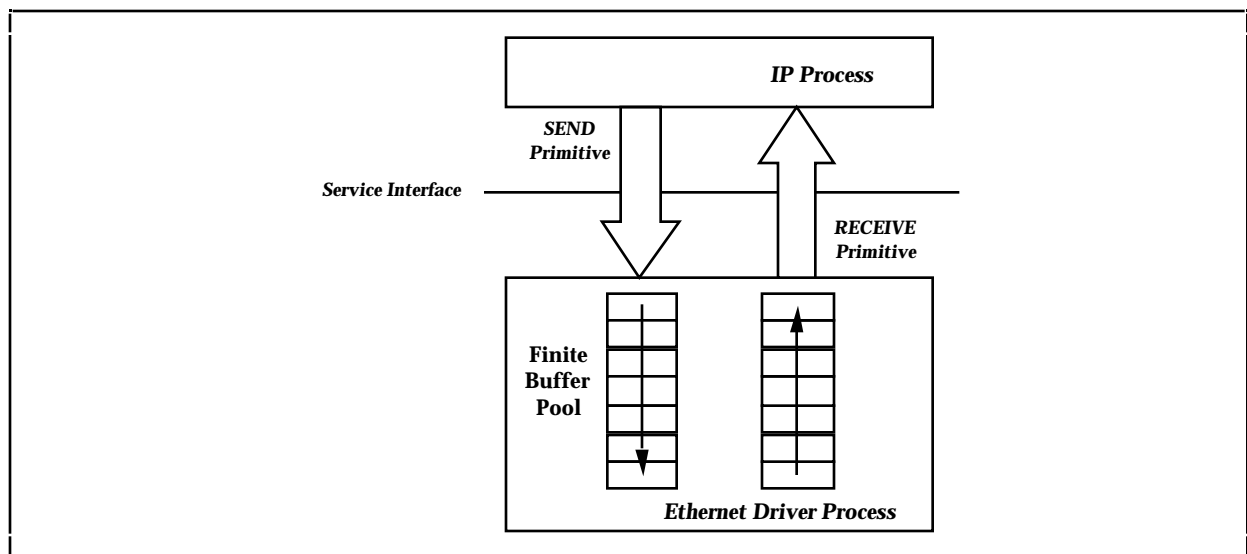 IP Process
SEND
Primitive
Service Interface
RECEIVE
Primitive
Finite
Buffer
Pool
Ethernet Driver Process